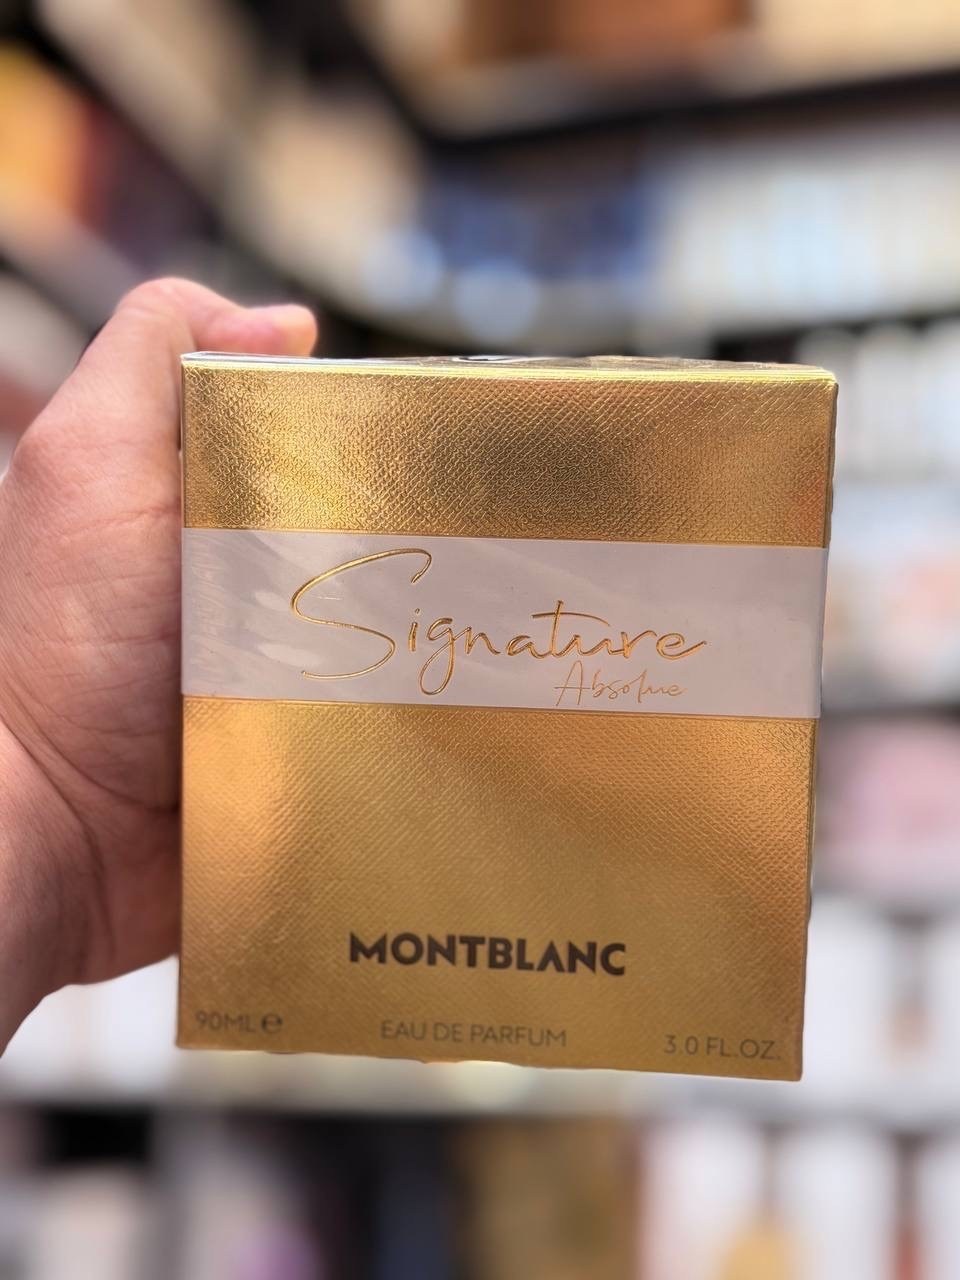 Signature
Absolue
MONTBLANC
90ML e
EAU DE PARFUM
3.0 FL.OZ.